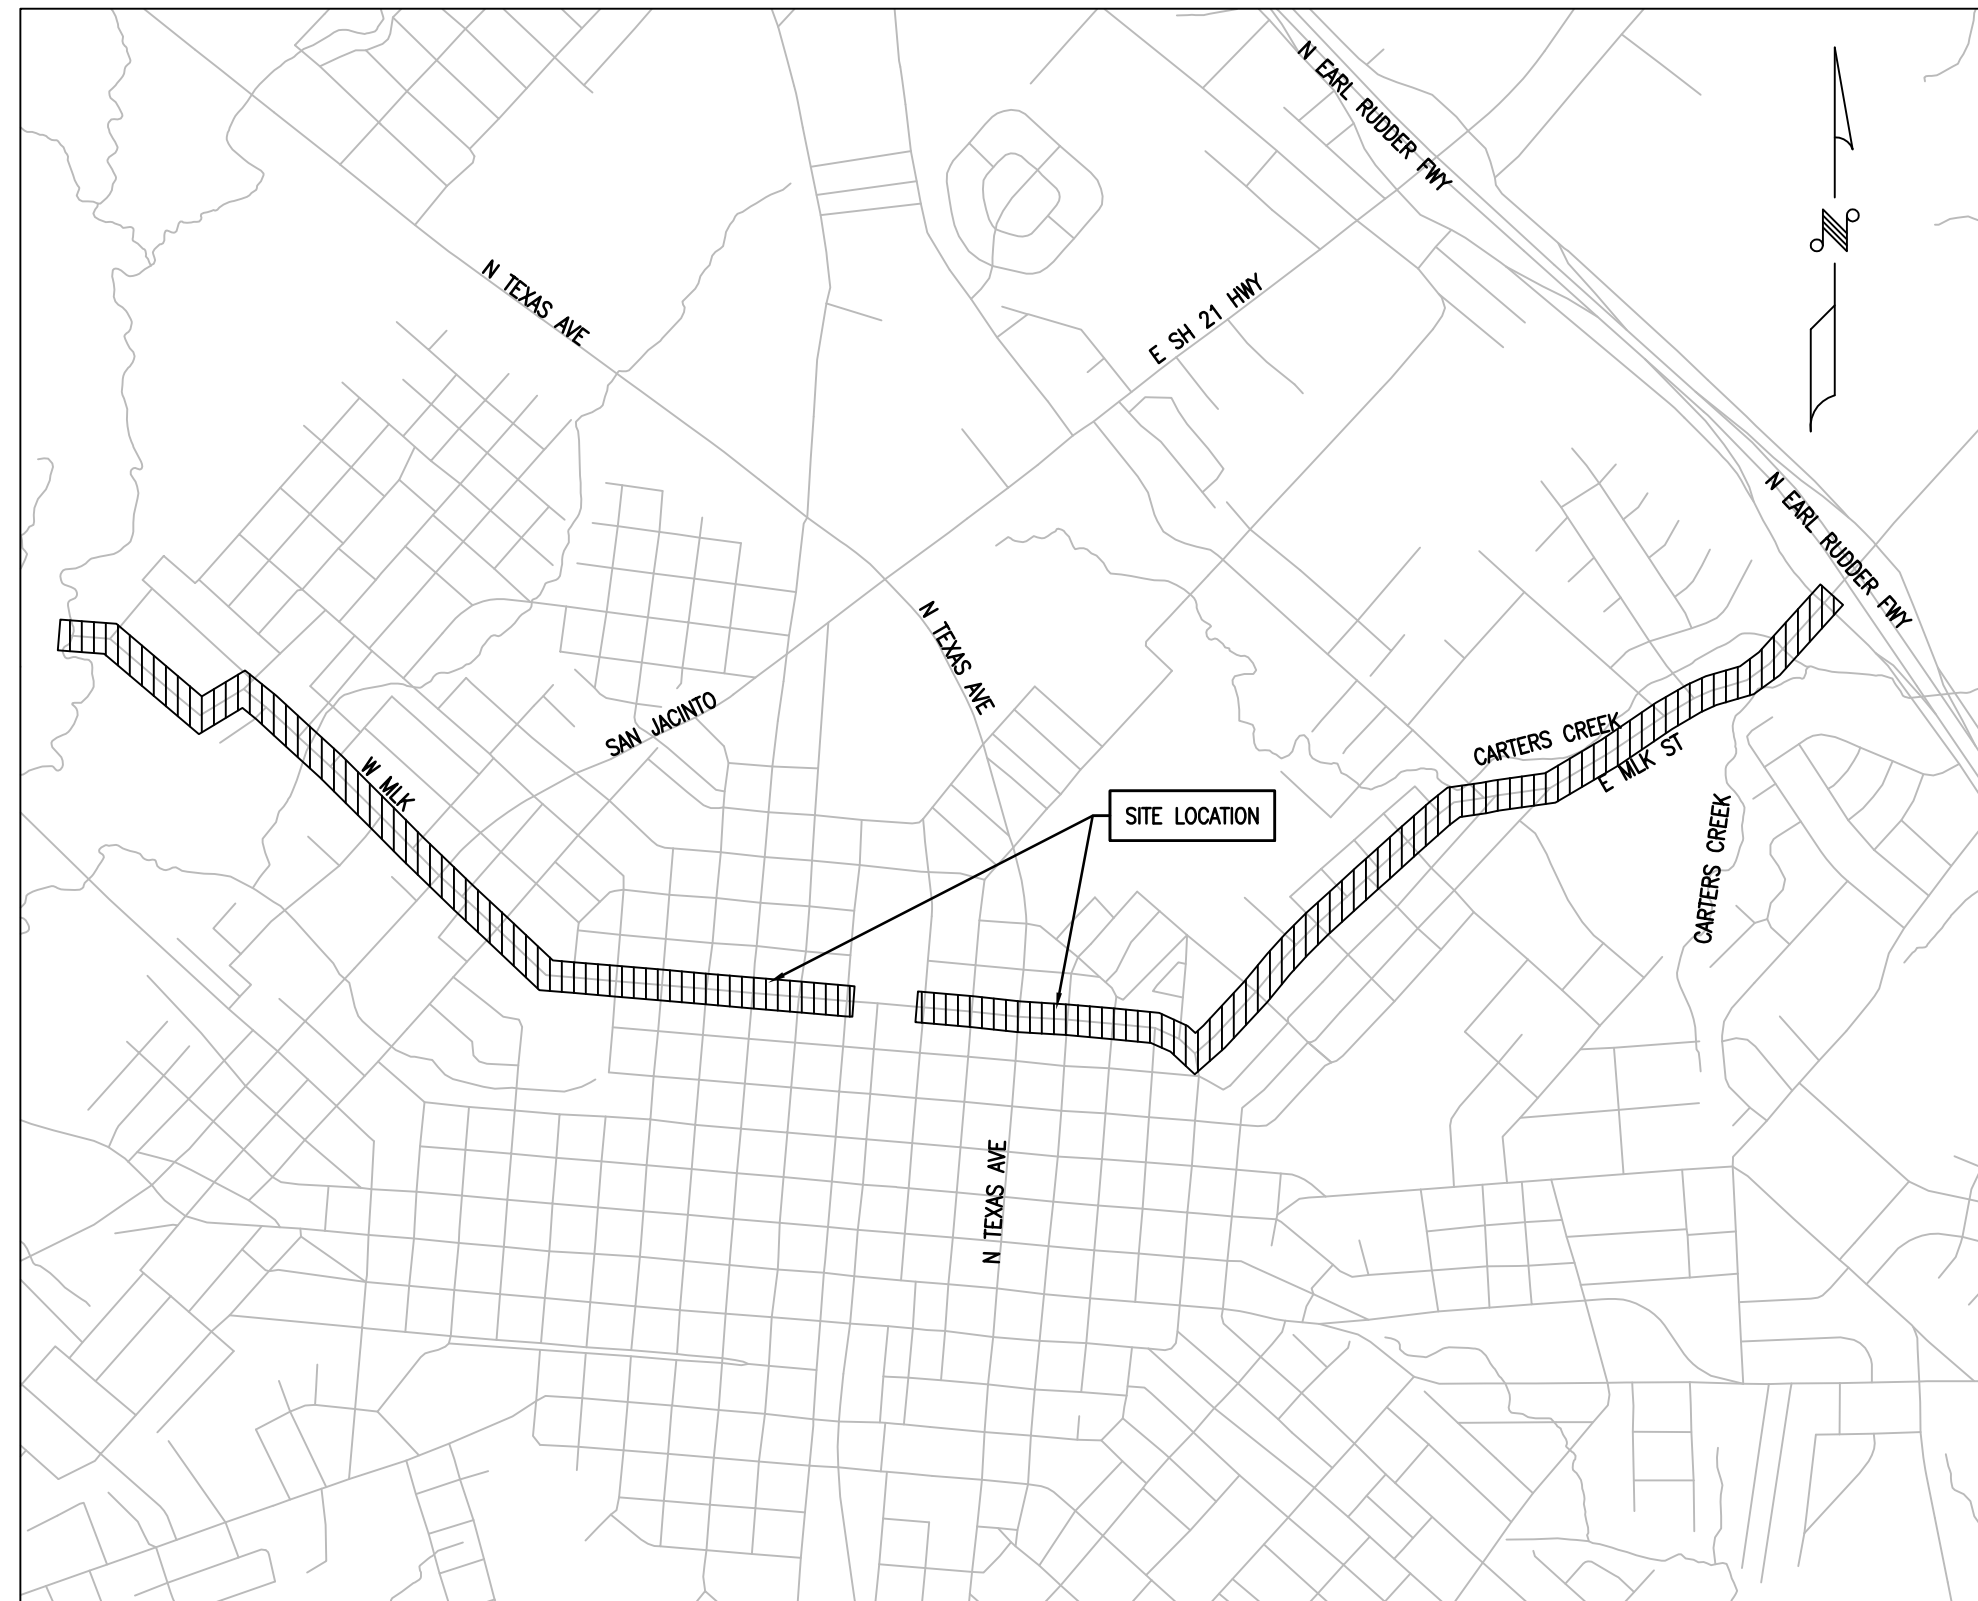 N EARL RUDDER FWY
N
N TEXAS AVE
E SH 21 HWY
N EARL RUDDER FWY
N TEXAS AVE
SAN JACINTO
CARTERS CREEK
E MLK ST
W MLK
SITE LOCATION
CARTERS CREEK
N TEXAS AVE